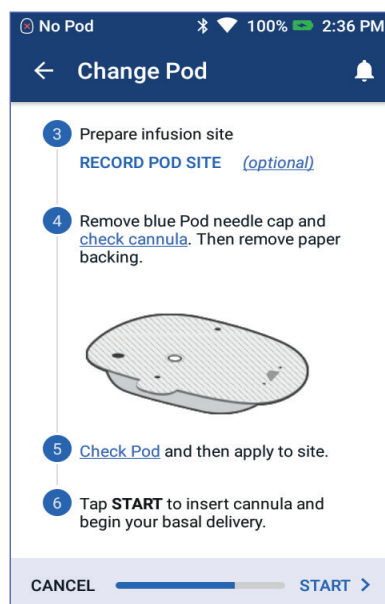 No Pod 100% 2:36 PM
Change Pod
3 Prepare infusion site
RECORD POD SITE (optional)
4 Remove blue Pod needle cap and
check cannula. Then remove paper
backing.
5 Check Pod and then apply to site.
6 Tap START to insert cannula and
begin your basal delivery.
CANCEL START